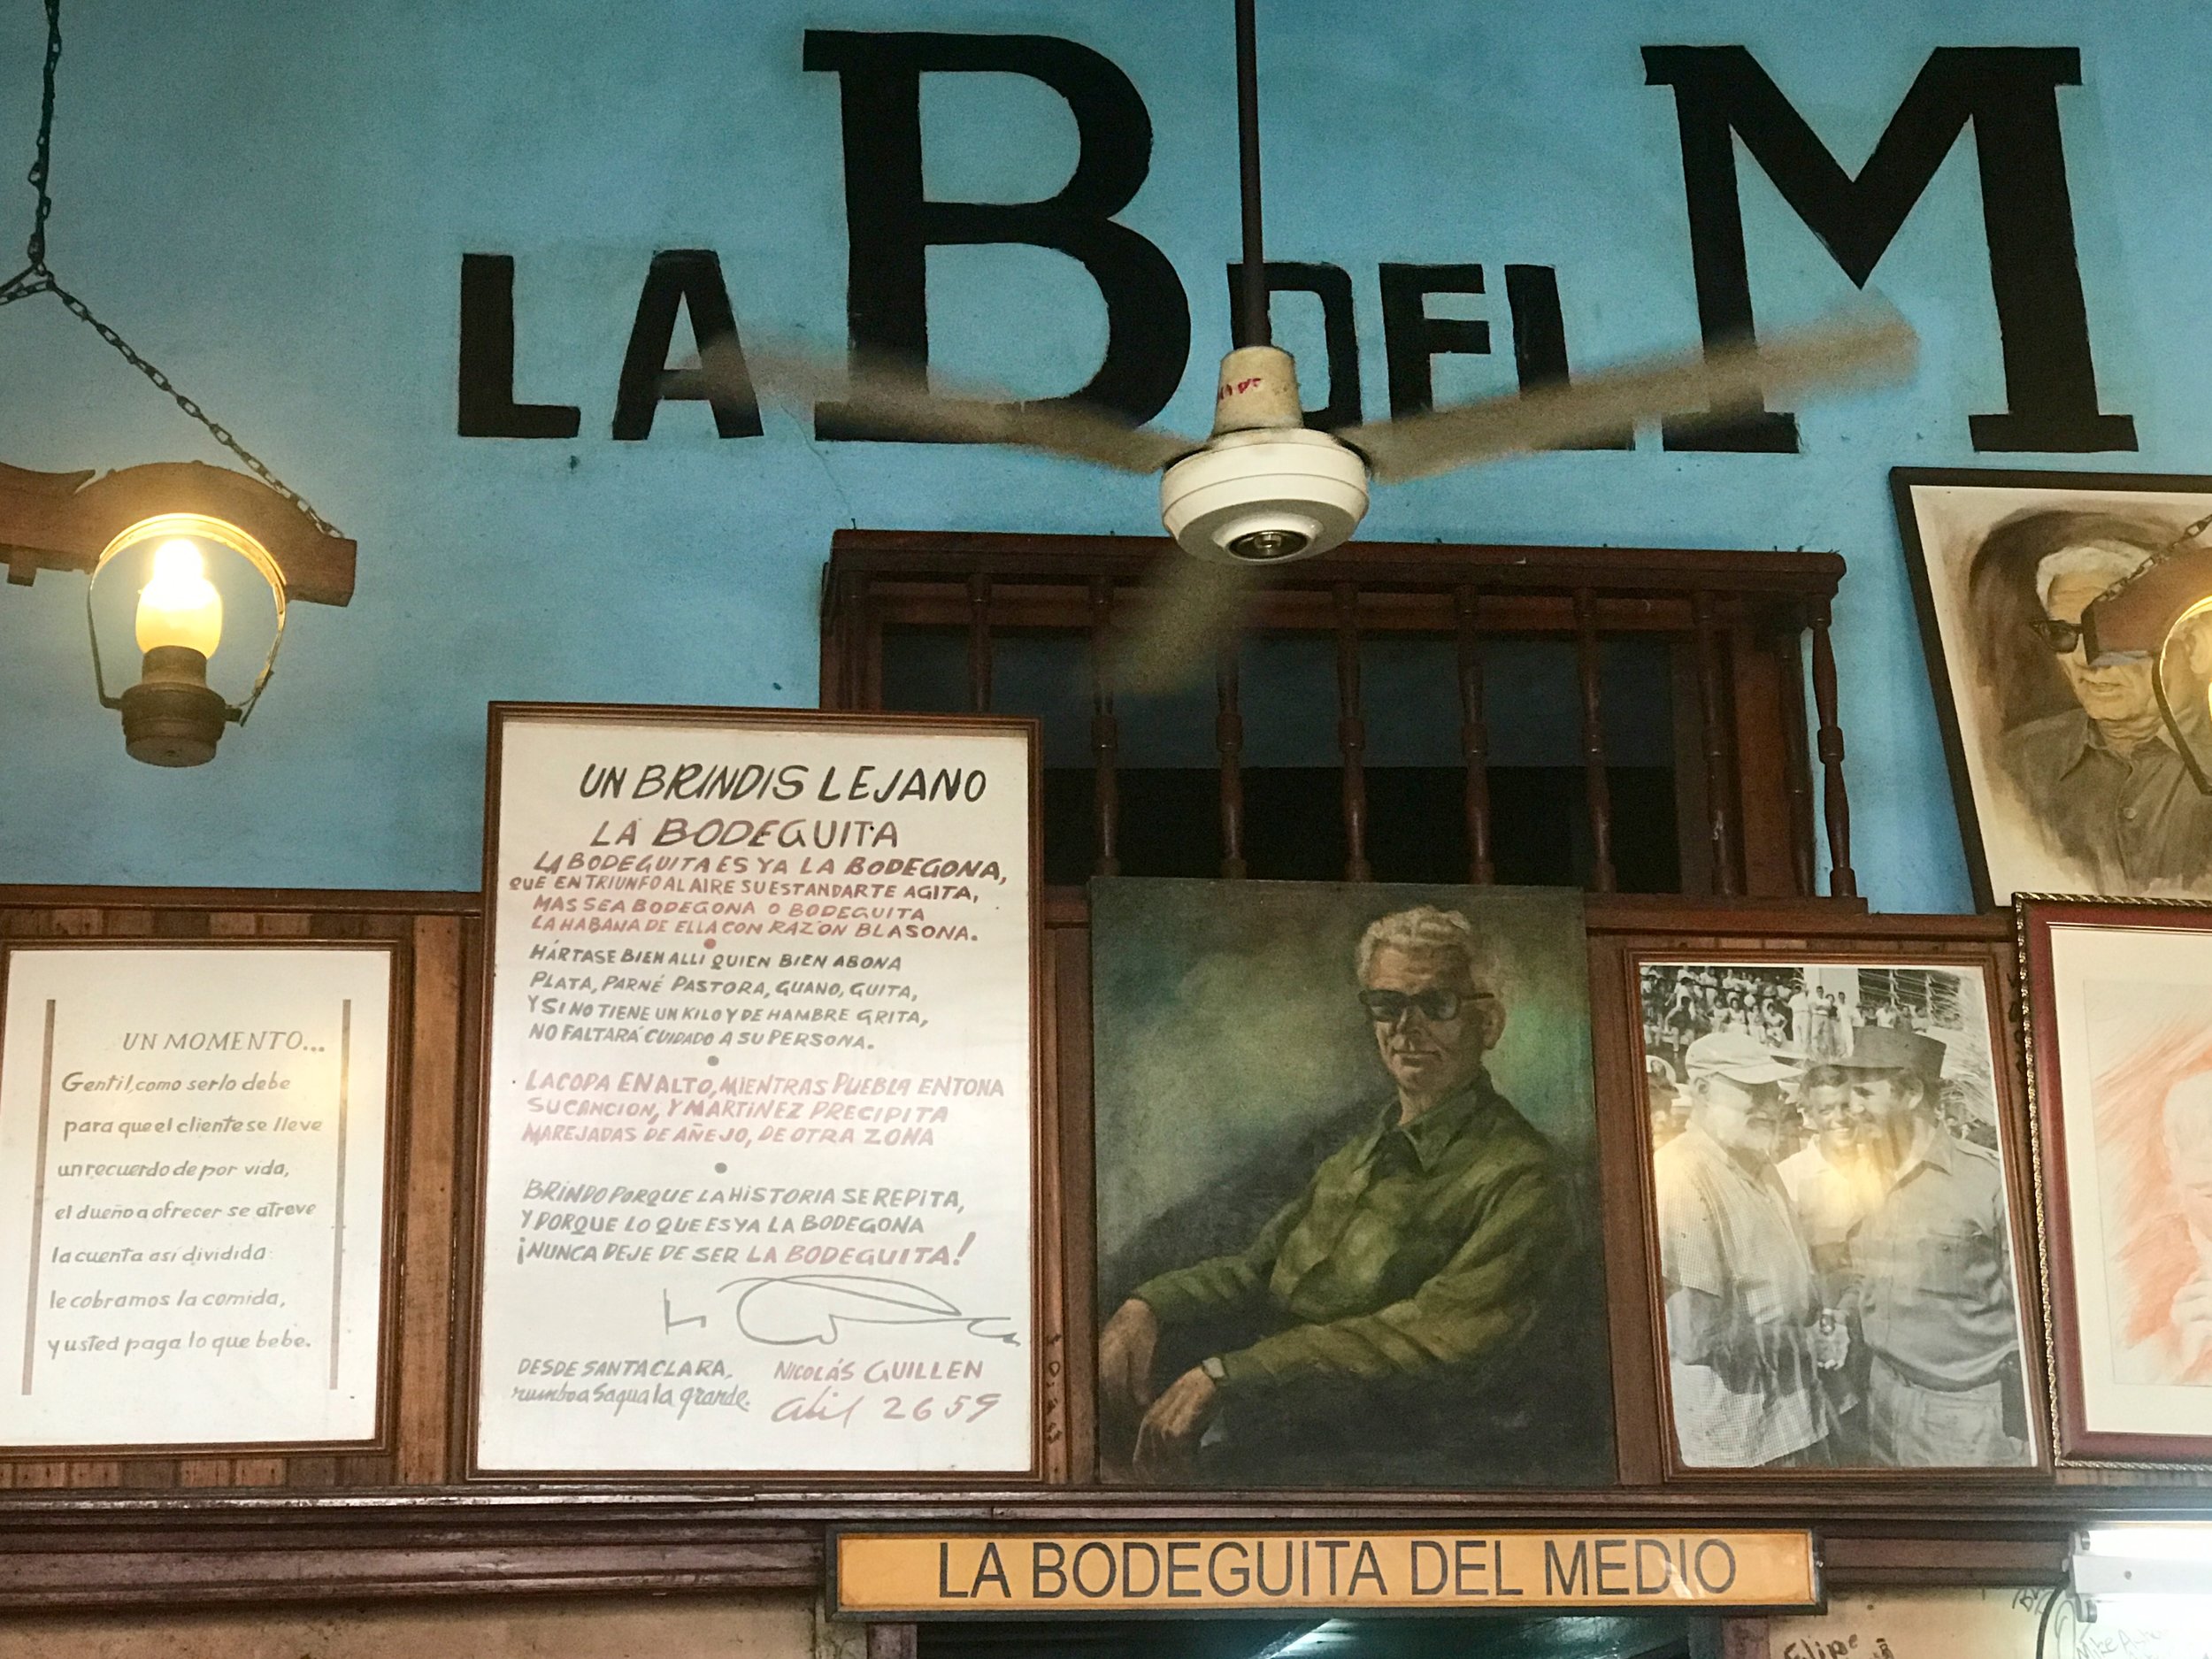 LA B DEL M
UN MOMENTO...
Gentil, como serlo debe
para que el cliente se lleve
un recuerdo de por vida,
el dueño a ofrecer se atreve
la cuenta así dividida:
le cobramos la comida,
y usted paga lo que bebe.
UN BRINDIS LEJANO
LA BODEGUITA
LA BODEGUITA ES YA LA BODEGONA,
QUE EN TRIUNFO AL AIRE SU ESTANDARTE AGITA,
MAS SEA BODEGONA O BODEGUITA
LA HABANA DE ELLA CON RAZÓN BLASONA.
HÁRTASE BIEN ALLI QUIEN BIEN ABONA
PLATA, PARNÉ PASTORA, GUANO, GUITA,
Y SI NO TIENE UN KILO Y DE HAMBRE GRITA,
NO FALTARÁ CUIDADO A SU PERSONA.
LA COPA EN ALTO, MIENTRAS PUEBLA ENTONA
SU CANCION, Y MARTINEZ PRECIPITA
MAREJADAS DE AÑEJO, DE OTRA ZONA
BRINDO PORQUE LA HISTORIA SE REPITA,
Y PORQUE LO QUE ES YA LA BODEGONA
¡NUNCA DEJE DE SER LA BODEGUITA!
DESDE SANTA CLARA,
rumbo a Sagua la grande.
NICOLÁS GUILLEN
26 59
LA BODEGUITA DEL MEDIO
Felipe
Mike